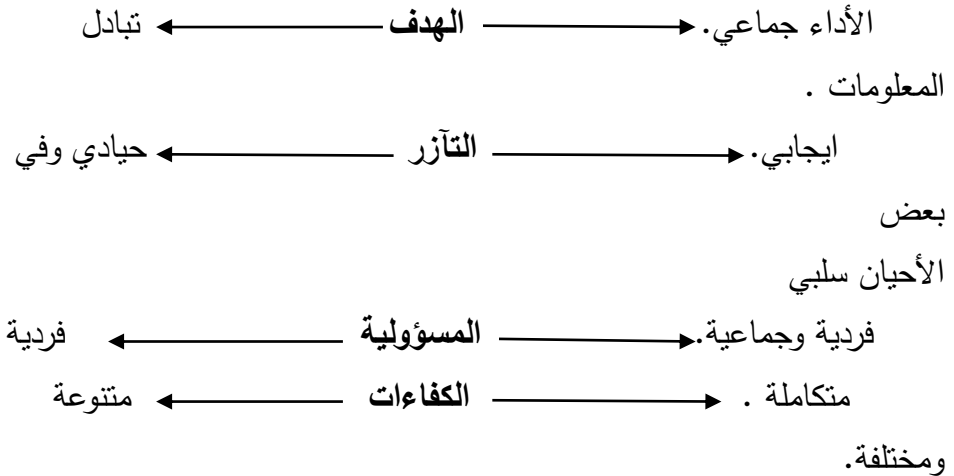 الأداء جماعي. الهدف تبادل
المعلومات .
ايجابي. التآزر حيادي وفي
بعض
الأحيان سلبي
فردية وجماعية. المسؤولية فردية
متكاملة . الكفاءات متنوعة
ومختلفة.